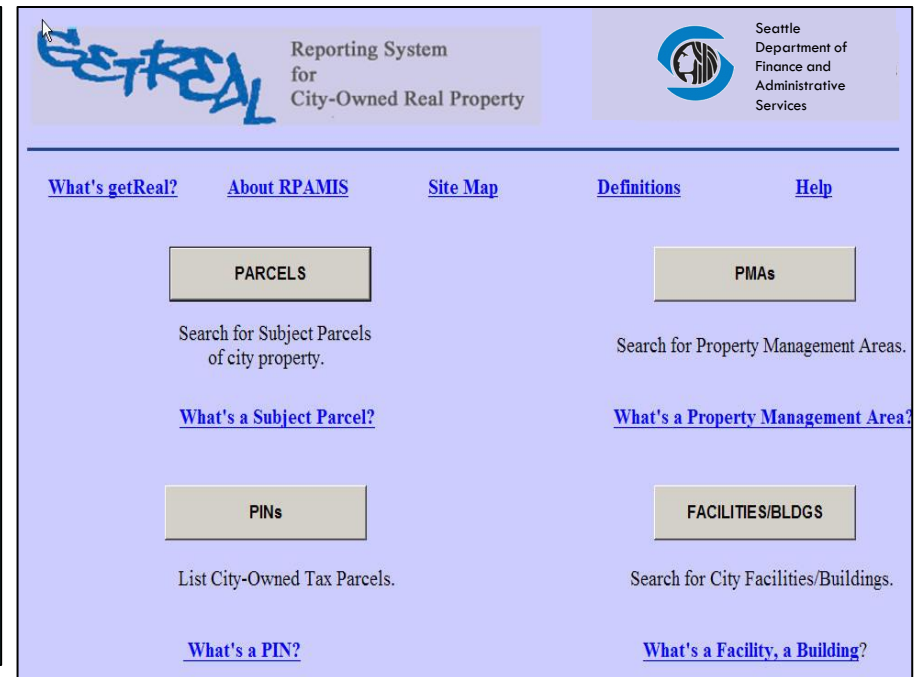 GETREAL
Reporting System
for
City-Owned Real Property
Seattle
Department of
Finance and
Administrative
Services
What's getReal? About RPAMIS Site Map Definitions Help
PARCELS
PMAs
Search for Subject Parcels
of city property.
Search for Property Management Areas.
What's a Subject Parcel?
What's a Property Management Area?
PINs
FACILITIES/BLDGS
List City-Owned Tax Parcels.
Search for City Facilities/Buildings.
What's a PIN?
What's a Facility, a Building?